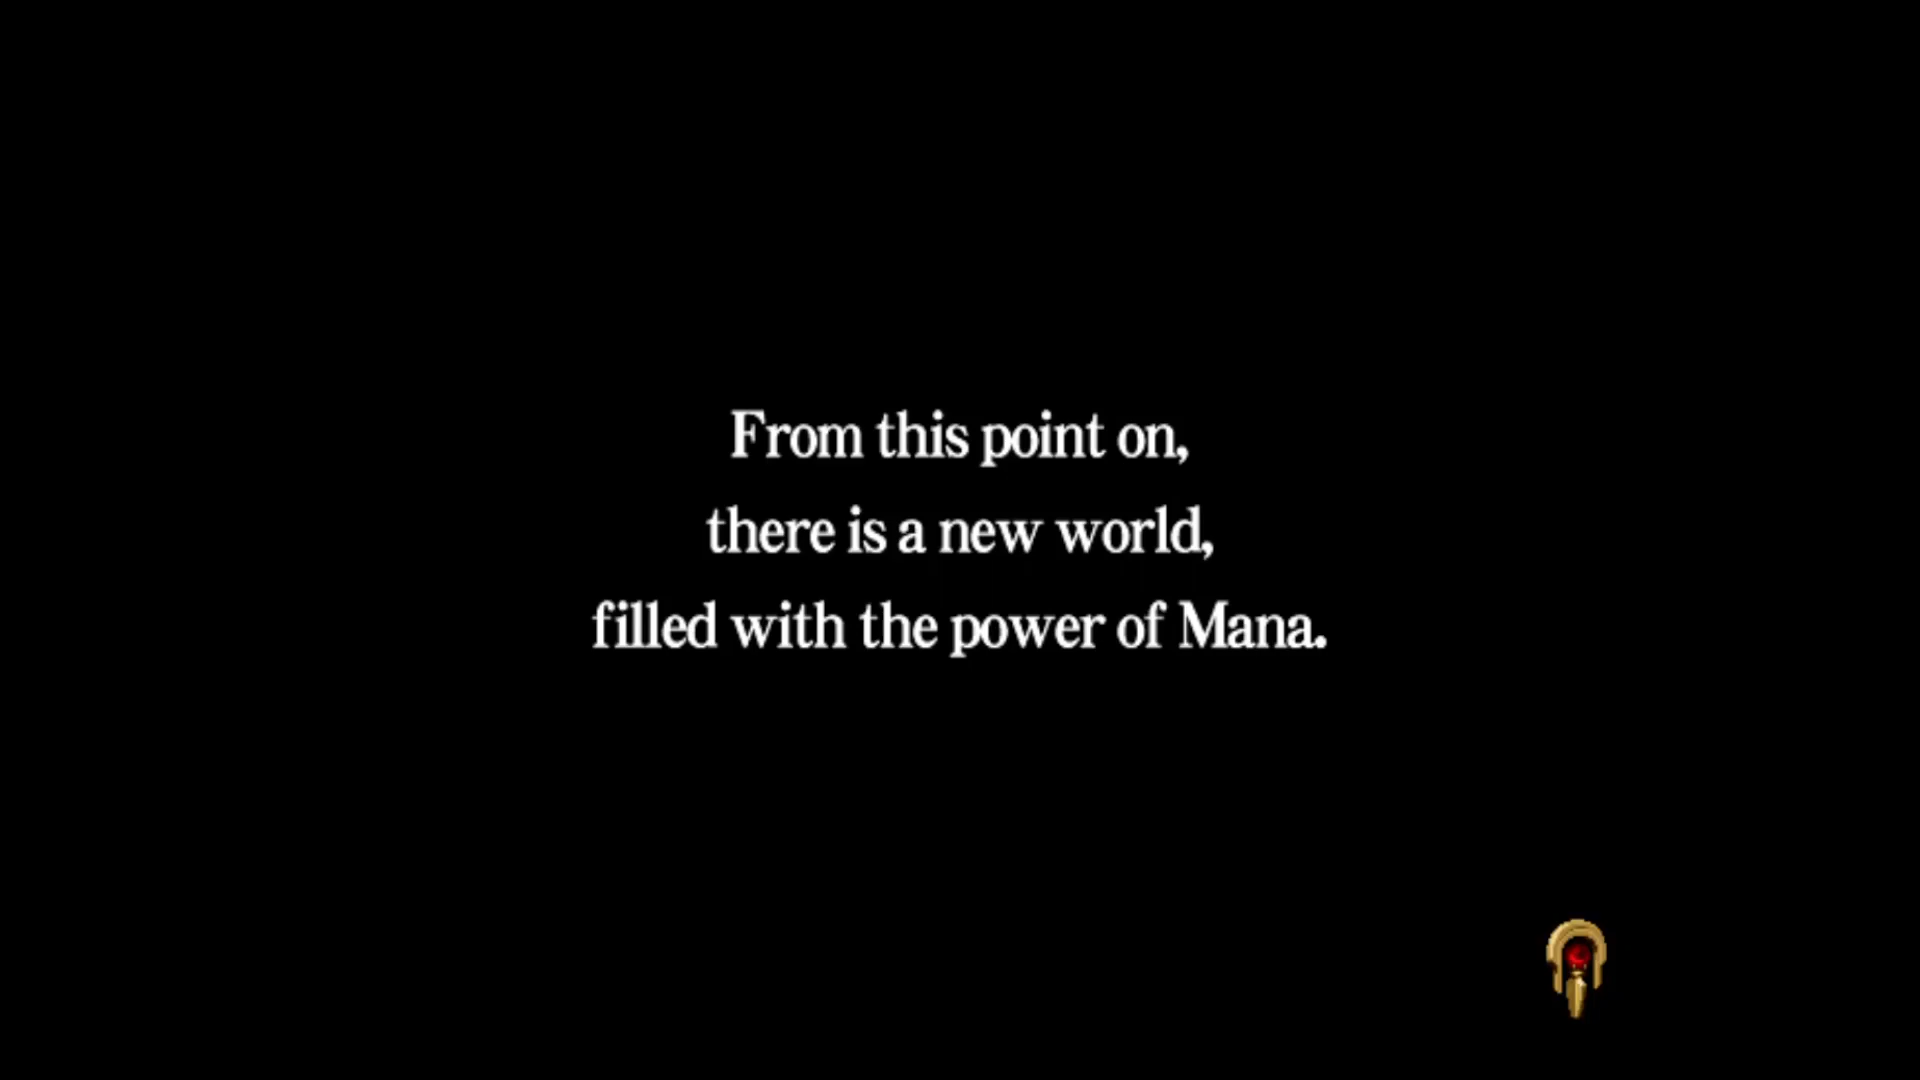 From this point on,
there is a new world,
filled with the power of Mana.